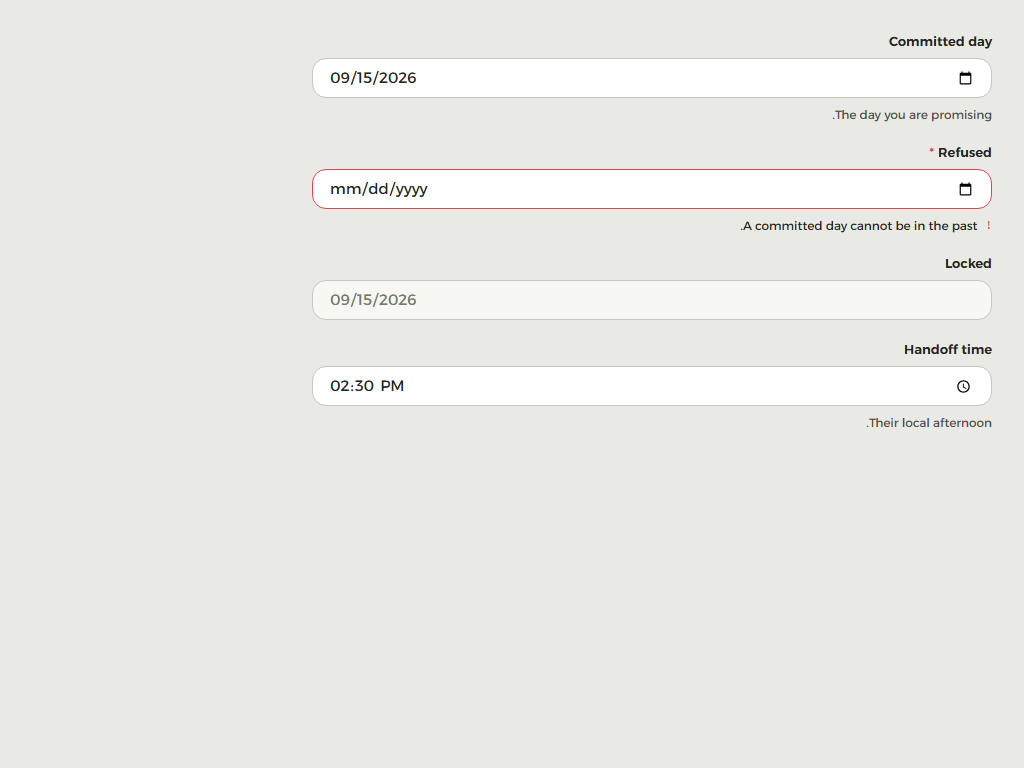 Committed day
09/15/2026
.The day you are promising
* Refused
mm/dd/yyyy
.A committed day cannot be in the past !
Locked
09/15/2026
Handoff time
02:30 PM
.Their local afternoon